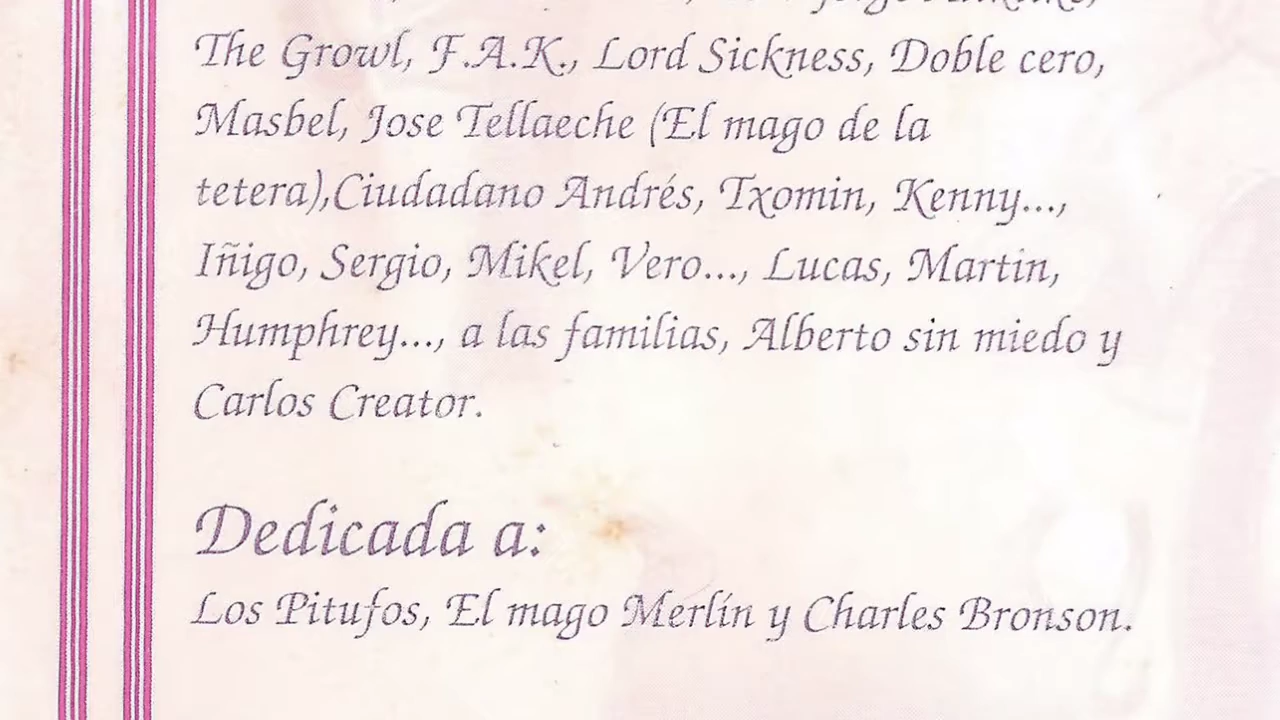 The Growl, F.A.K., Lord Sickness, Doble cero,
Masbel, Jose Tellaeche (El mago de la
tetera),Ciudadano Andrés, Txomin, Kenny...,
Iñigo, Sergio, Mikel, Vero..., Lucas, Martin,
Humphrey..., a las familias, Alberto sin miedo y
Carlos Creator.
Dedicada a:
Los Pitufos, El mago Merlín y Charles Bronson.